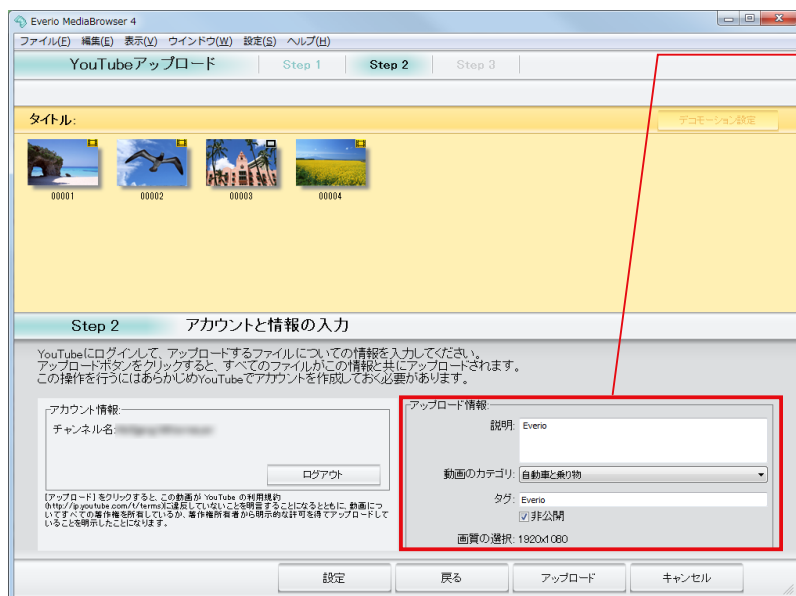 Everio MediaBrowser 4
ファイル(F) 編集(E) 表示(V) ウインドウ(W) 設定(S) ヘルプ(H)
YouTubeアップロード Step 1 Step 2 Step 3
タイトル: デコモーション設定
00001 00002 00003 00004
Step 2 アカウントと情報の入力
YouTubeにログインして、アップロードするファイルについての情報を入力してください。
アップロードボタンをクリックすると、すべてのファイルがこの情報と共にアップロードされます。
この操作を行うにはあらかじめYouTubeでアカウントを作成しておく必要があります。
アカウント情報:
チャンネル名:
ログアウト
[アップロード] をクリックすると、この動画が YouTube の利用規約
(http://jp.youtube.com/t/terms)に違反していないことを明言することになるとともに、動画につ
いてすべての著作権を所有しているか、著作権所有者から明示的な許可を得てアップロードして
いることを明示したことになります。
アップロード情報:
説明: Everio
動画のカテゴリ: 自動車と乗り物
タグ: Everio
非公開
画質の選択: 1920x1080
設定 戻る アップロード キャンセル